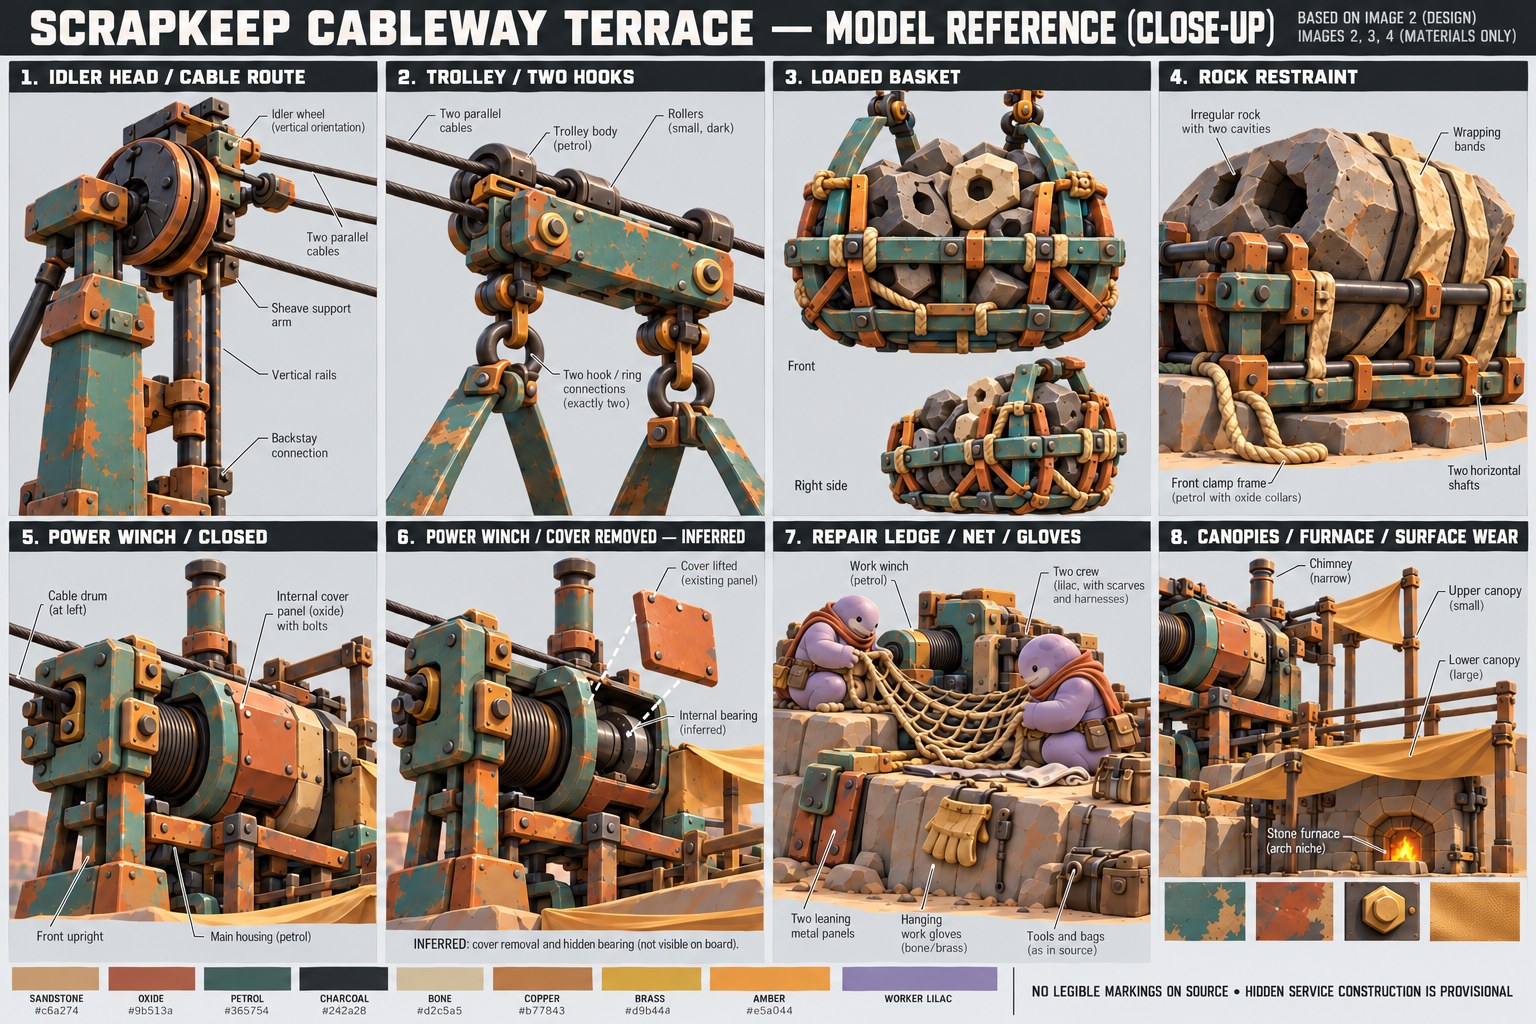 SCRAPKEEP CABLEWAY TERRACE — MODEL REFERENCE (CLOSE-UP)
BASED ON IMAGE 2 (DESIGN)
IMAGES 2, 3, 4 (MATERIALS ONLY)
1. IDLER HEAD / CABLE ROUTE
Idler wheel
(vertical orientation)
Two parallel
cables
Sheave support
arm
Vertical rails
Backstay
connection
2. TROLLEY / TWO HOOKS
Two parallel
cables
Trolley body
(petrol)
Rollers
(small, dark)
Two hook / ring
connections
(exactly two)
3. LOADED BASKET
Front
Right side
4. ROCK RESTRAINT
Irregular rock
with two cavities
Wrapping
bands
Front clamp frame
(petrol with oxide collars)
Two horizontal
shafts
5. POWER WINCH / CLOSED
Cable drum
(at left)
Internal cover
panel (oxide)
with bolts
Front upright
Main housing (petrol)
6. POWER WINCH / COVER REMOVED — INFERRED
Cover lifted
(existing panel)
Internal bearing
(inferred)
INFERRED: cover removal and hidden bearing (not visible on board).
7. REPAIR LEDGE / NET / GLOVES
Work winch
(petrol)
Two crew
(lilac, with scarves
and harnesses)
Two leaning
metal panels
Hanging
work gloves
(bone/brass)
Tools and bags
(as in source)
8. CANOPIES / FURNACE / SURFACE WEAR
Chimney
(narrow)
Upper canopy
(small)
Lower canopy
(large)
Stone furnace
(arch niche)
SANDSTONE
#c6a274
OXIDE
#9b513a
PETROL
#365754
CHARCOAL
#242a28
BONE
#d2c5a5
COPPER
#b77843
BRASS
#d9b44a
AMBER
#e5a044
WORKER LILAC
NO LEGIBLE MARKINGS ON SOURCE • HIDDEN SERVICE CONSTRUCTION IS PROVISIONAL